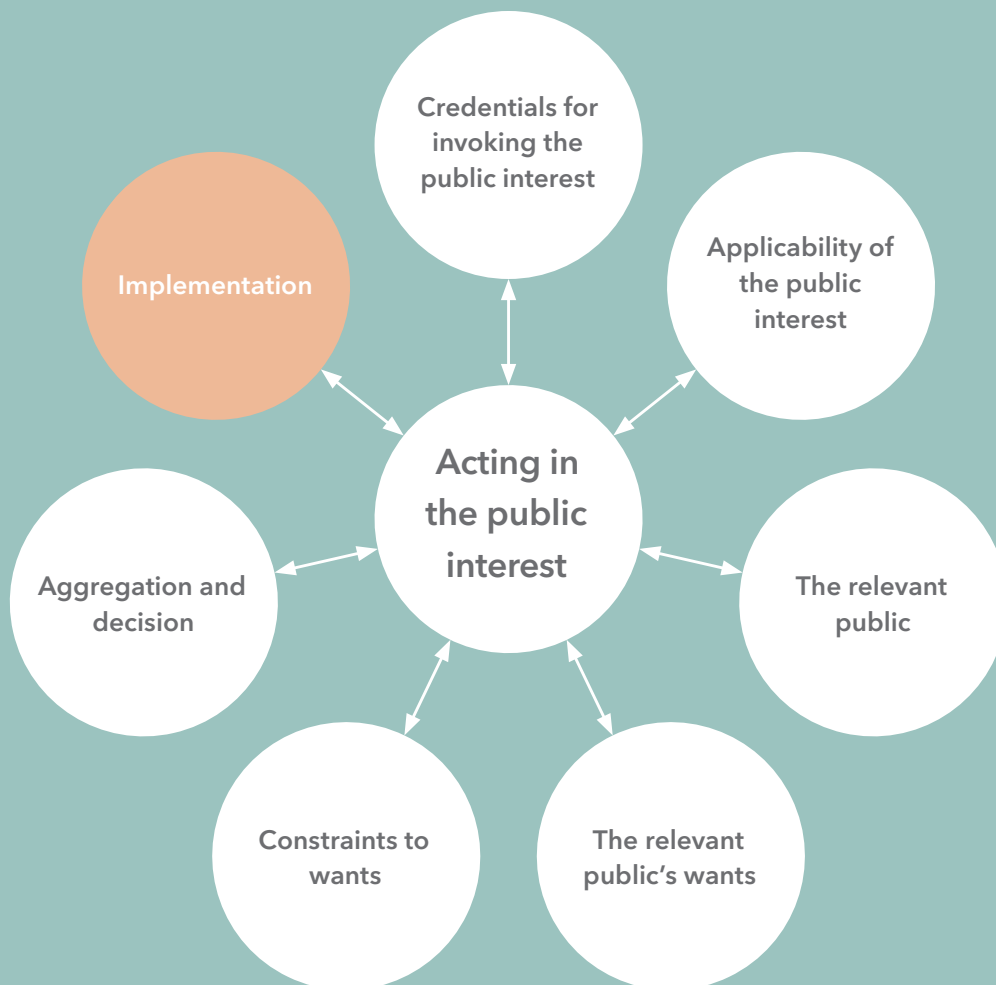 Credentials for
invoking the
public interest
Applicability of
the public
interest
The relevant
public
The relevant
public’s wants
Constraints to
wants
Aggregation and
decision
Implementation
Acting in
the public
interest